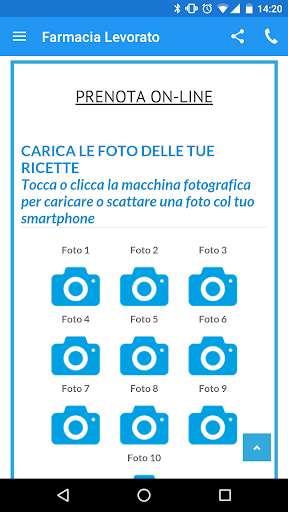 14:20
Farmacia Levorato
PRENOTA ON-LINE
CARICA LE FOTO DELLE TUE
RICETTE
Tocca o clicca la macchina fotografica
per caricare o scattare una foto col tuo
smartphone
Foto 1 Foto 2 Foto 3
Foto 4 Foto 5 Foto 6
Foto 7 Foto 8 Foto 9
Foto 10